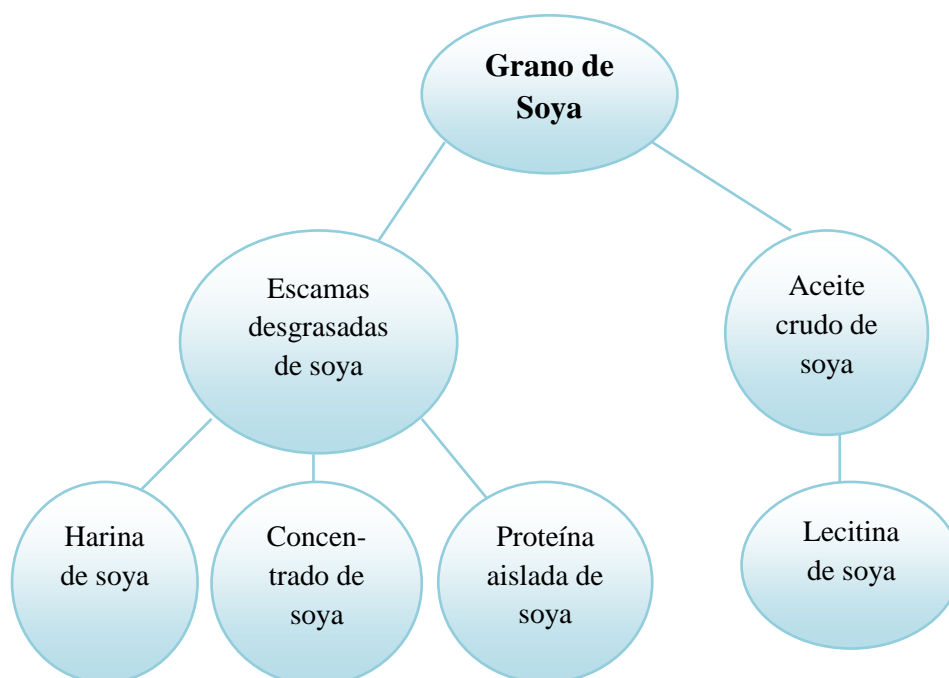 Grano de
Soya
Escamas
desgrasadas
de soya
Aceite
crudo de
soya
Harina
de soya
Concen-
trado de
soya
Proteína
aislada de
soya
Lecitina
de soya